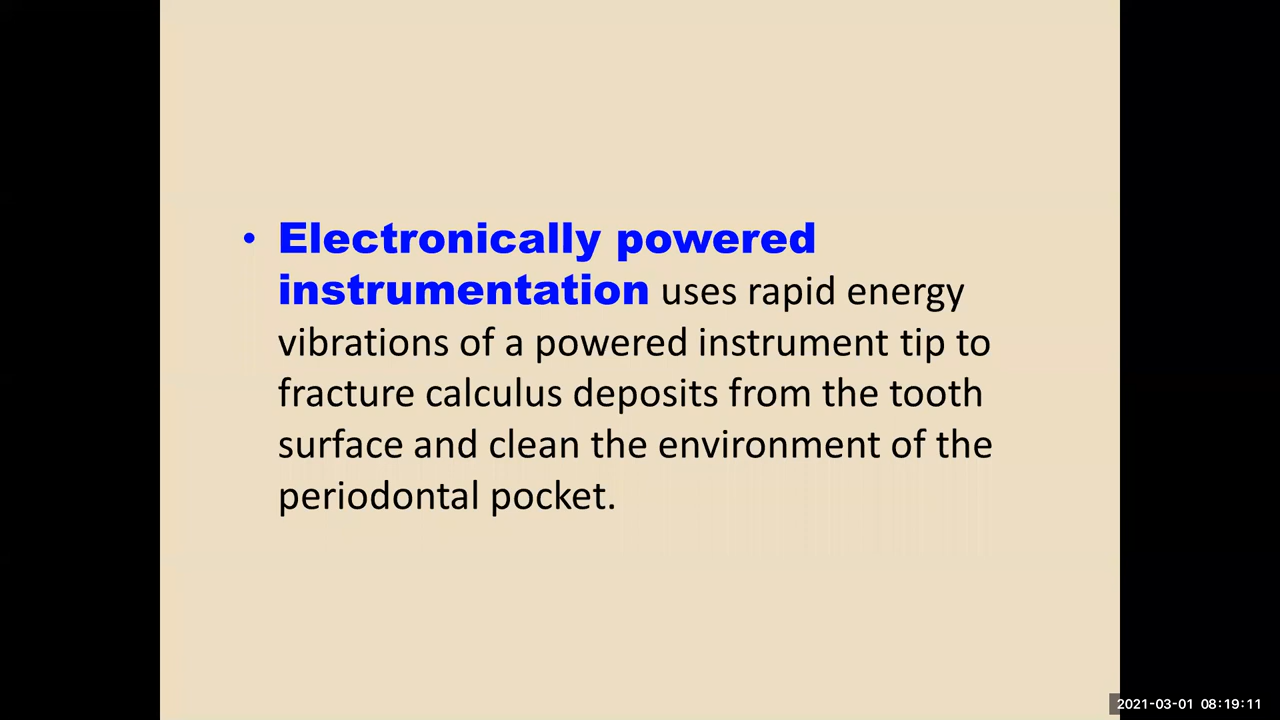 • Electronically powered
instrumentation uses rapid energy
vibrations of a powered instrument tip to
fracture calculus deposits from the tooth
surface and clean the environment of the
periodontal pocket.
2021-03-01 08:19:11